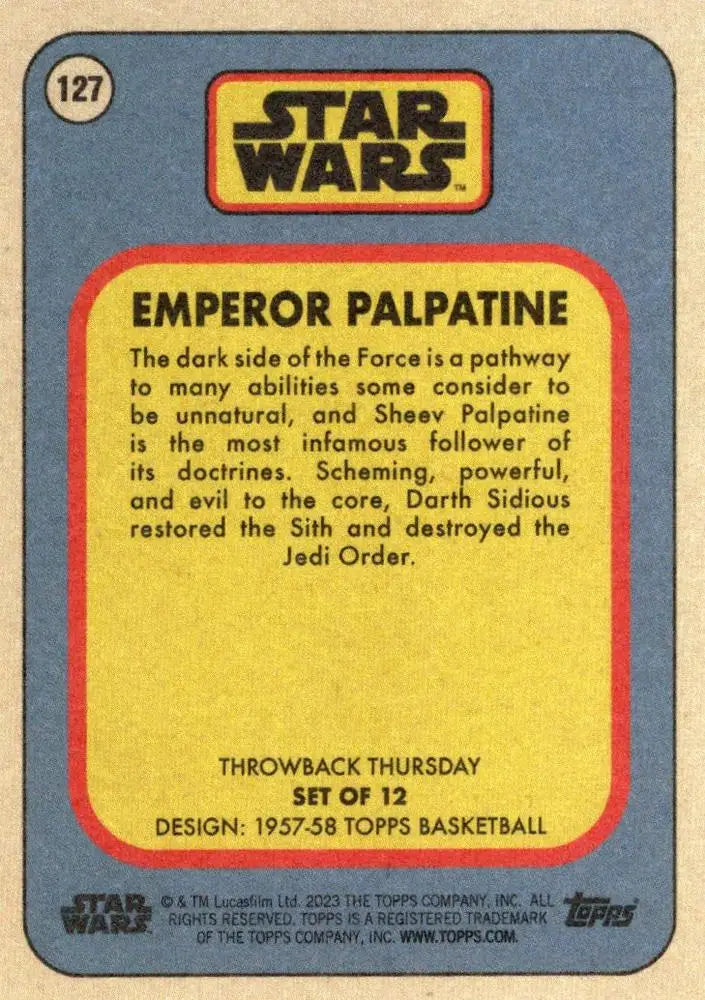 127
STAR
WARS™
EMPEROR PALPATINE
The dark side of the Force is a pathway
to many abilities some consider to
be unnatural, and Sheev Palpatine
is the most infamous follower of
its doctrines. Scheming, powerful,
and evil to the core, Darth Sidious
restored the Sith and destroyed the
Jedi Order.
THROWBACK THURSDAY
SET OF 12
DESIGN: 1957-58 TOPPS BASKETBALL
STAR
WARS
© & TM Lucasfilm Ltd. 2023 THE TOPPS COMPANY, INC. ALL
RIGHTS RESERVED. TOPPS IS A REGISTERED TRADEMARK
OF THE TOPPS COMPANY, INC. WWW.TOPPS.COM.
topps